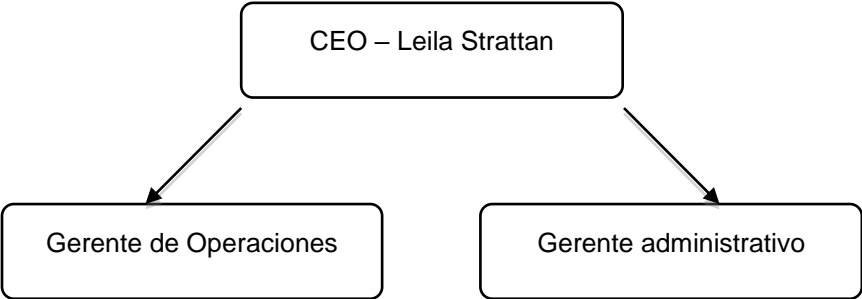 CEO – Leila Strattan
Gerente de Operaciones
Gerente administrativo